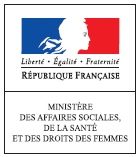 Liberté • Égalité • Fraternité
RÉPUBLIQUE FRANÇAISE
MINISTÈRE
DES AFFAIRES SOCIALES,
DE LA SANTÉ
ET DES DROITS DES FEMMES